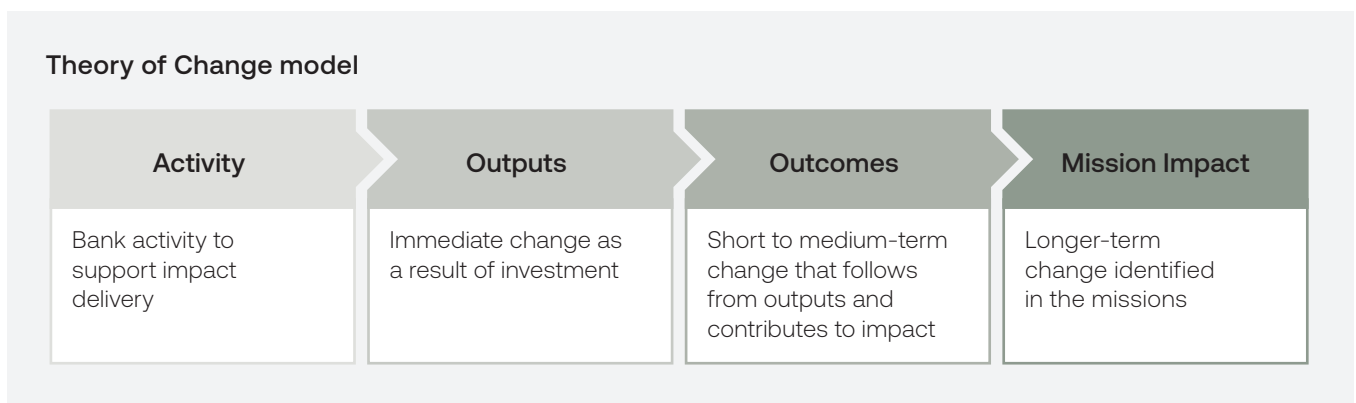 Theory of Change model
Activity
Bank activity to
support impact
delivery
Outputs
Immediate change as
a result of investment
Outcomes
Short to medium-term
change that follows
from outputs and
contributes to impact
Mission Impact
Longer-term
change identified
in the missions